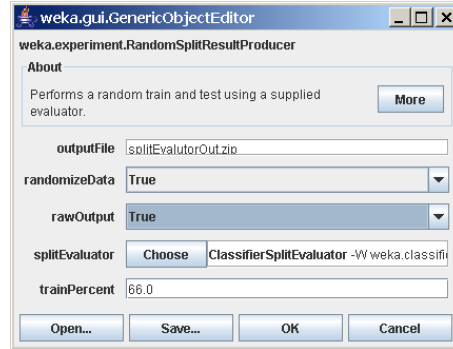 weka.gui.GenericObjectEditor
weka.experiment.RandomSplitResultProducer
About
Performs a random train and test using a supplied
evaluator.
More
outputFile splitEvalutorOut.zip
randomizeData True
rawOutput True
splitEvaluator Choose ClassifierSplitEvaluator -W weka.classifi
trainPercent 66.0
Open... Save... OK Cancel